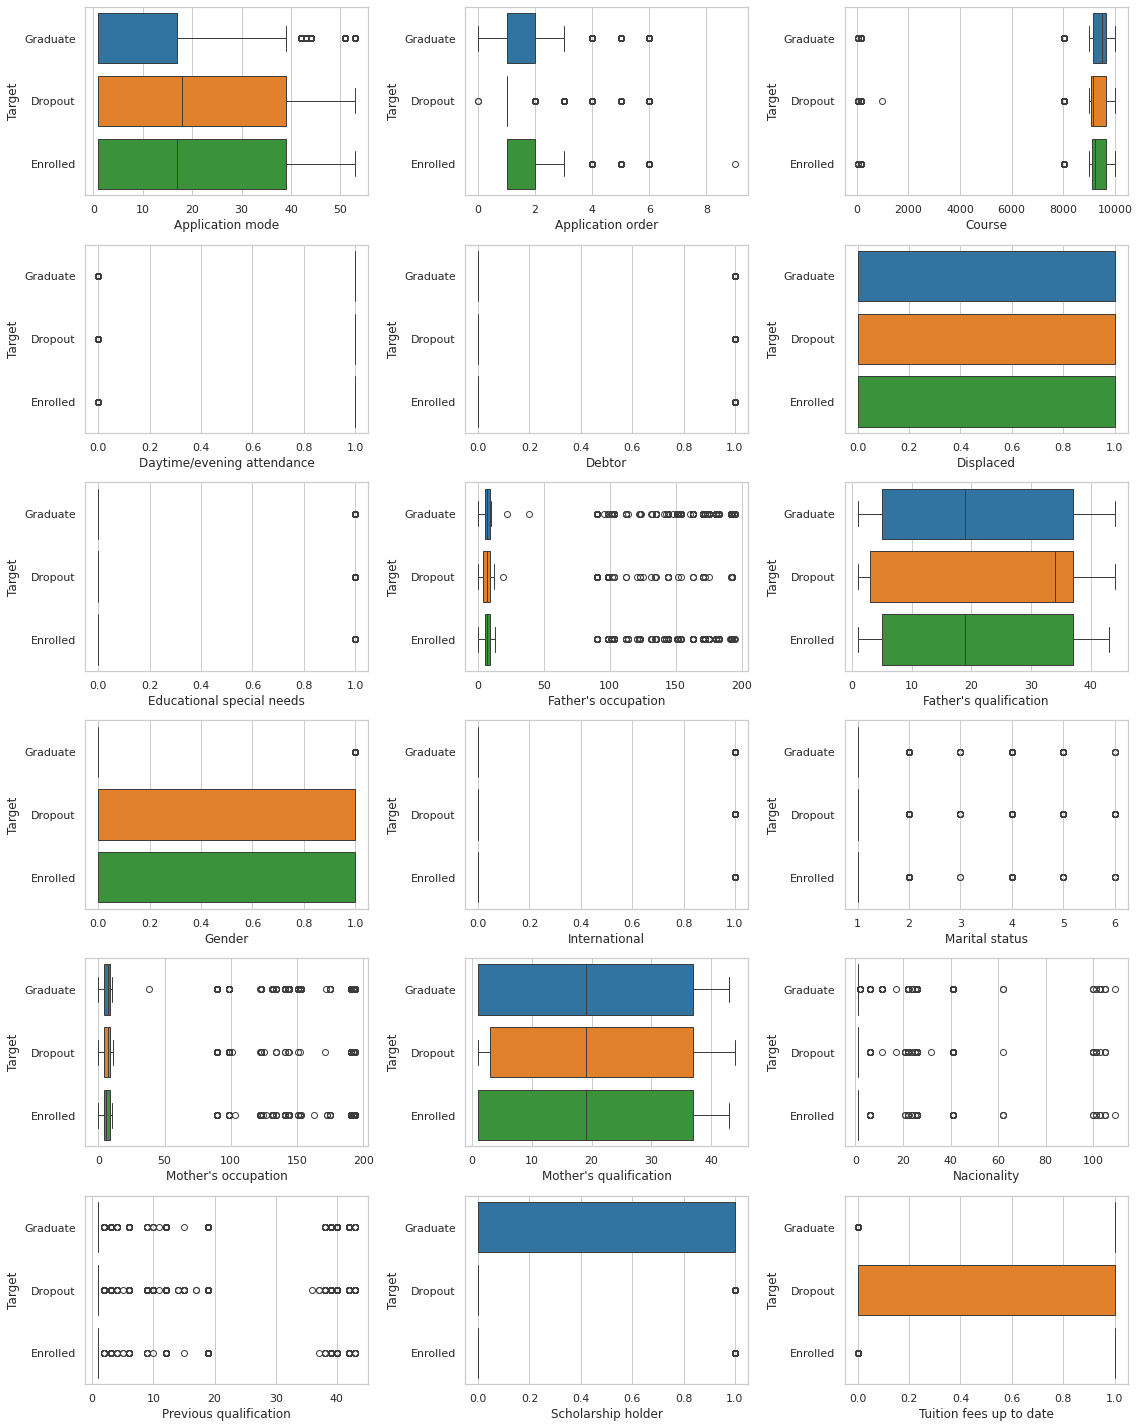 Target
Graduate
Dropout
Enrolled
0 10 20 30 40 50
Application mode
Target
Graduate
Dropout
Enrolled
0 2 4 6 8
Application order
Target
Graduate
Dropout
Enrolled
0 2000 4000 6000 8000 10000
Course
Target
Graduate
Dropout
Enrolled
0.0 0.2 0.4 0.6 0.8 1.0
Daytime/evening attendance
Target
Graduate
Dropout
Enrolled
0.0 0.2 0.4 0.6 0.8 1.0
Debtor
Target
Graduate
Dropout
Enrolled
0.0 0.2 0.4 0.6 0.8 1.0
Displaced
Target
Graduate
Dropout
Enrolled
0.0 0.2 0.4 0.6 0.8 1.0
Educational special needs
Target
Graduate
Dropout
Enrolled
0 50 100 150 200
Father's occupation
Target
Graduate
Dropout
Enrolled
0 10 20 30 40
Father's qualification
Target
Graduate
Dropout
Enrolled
0.0 0.2 0.4 0.6 0.8 1.0
Gender
Target
Graduate
Dropout
Enrolled
0.0 0.2 0.4 0.6 0.8 1.0
International
Target
Graduate
Dropout
Enrolled
1 2 3 4 5 6
Marital status
Target
Graduate
Dropout
Enrolled
0 50 100 150 200
Mother's occupation
Target
Graduate
Dropout
Enrolled
0 10 20 30 40
Mother's qualification
Target
Graduate
Dropout
Enrolled
0 20 40 60 80 100
Nacionality
Target
Graduate
Dropout
Enrolled
0 10 20 30 40
Previous qualification
Target
Graduate
Dropout
Enrolled
0.0 0.2 0.4 0.6 0.8 1.0
Scholarship holder
Target
Graduate
Dropout
Enrolled
0.0 0.2 0.4 0.6 0.8 1.0
Tuition fees up to date